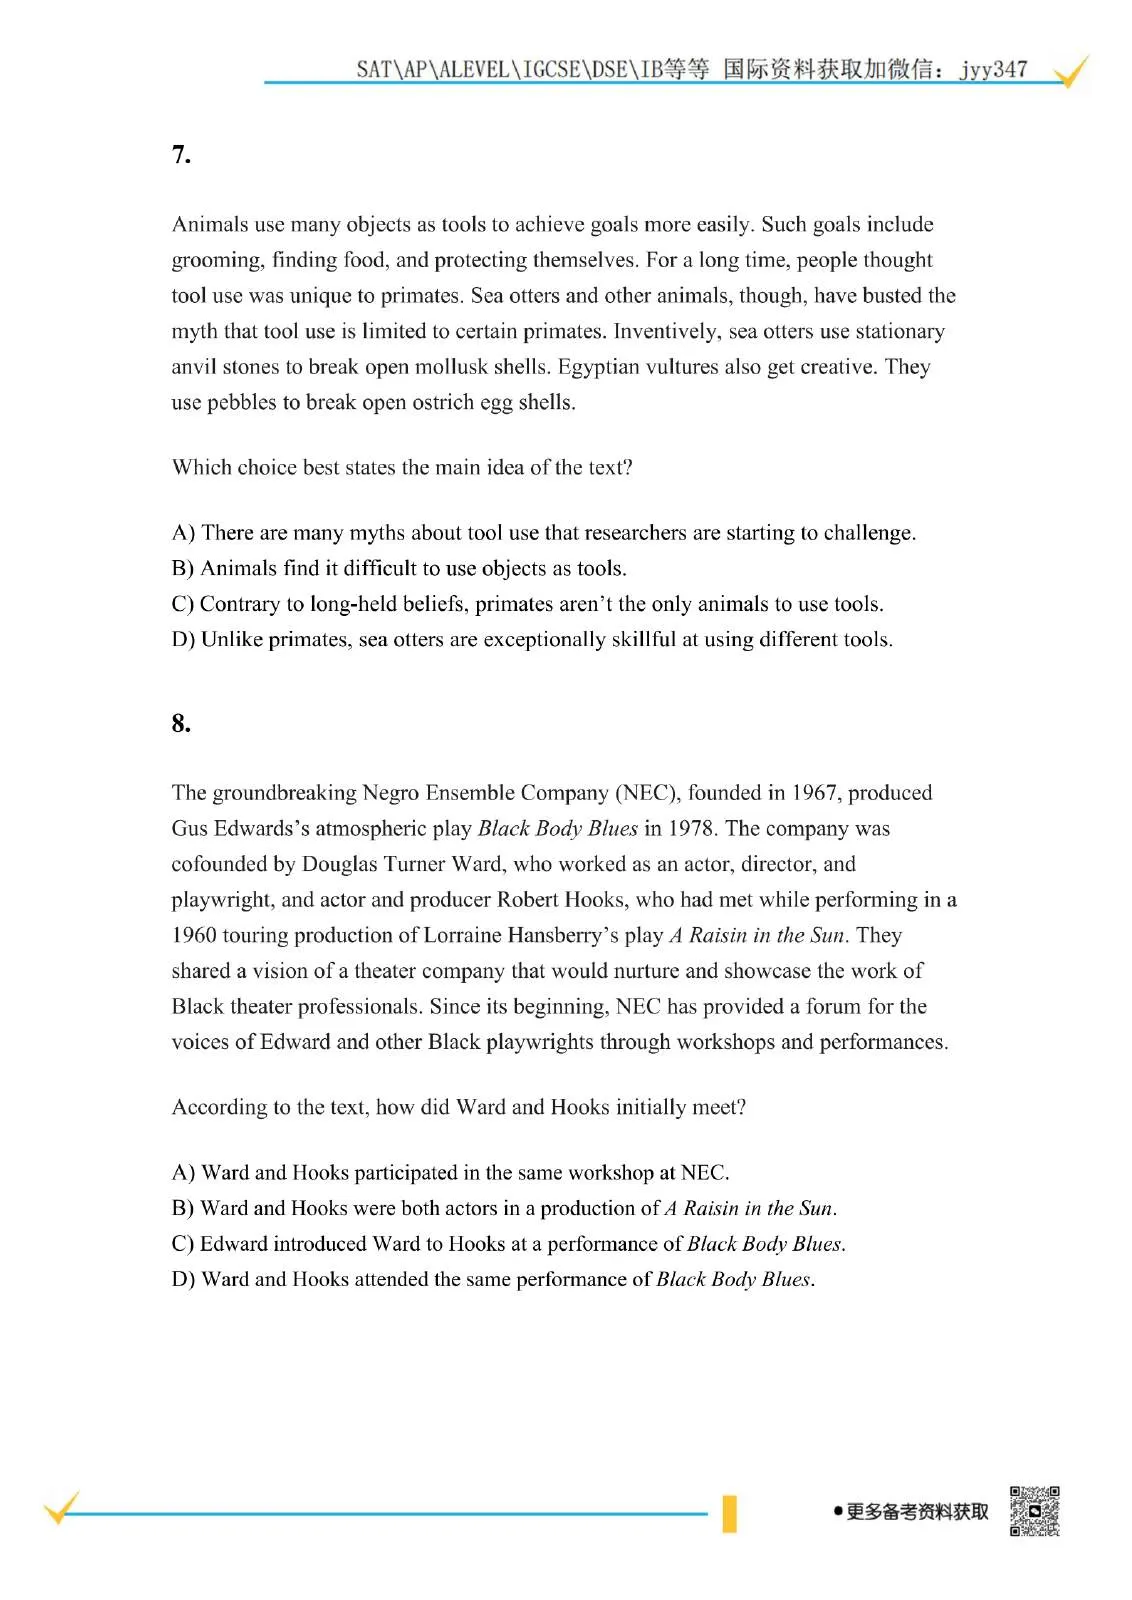 SAT\AP\ALEVEL\IGCSE\DSE\IB等等 国际资料获取加微信：jyy347
7.
Animals use many objects as tools to achieve goals more easily. Such goals include
grooming, finding food, and protecting themselves. For a long time, people thought
tool use was unique to primates. Sea otters and other animals, though, have busted the
myth that tool use is limited to certain primates. Inventively, sea otters use stationary
anvil stones to break open mollusk shells. Egyptian vultures also get creative. They
use pebbles to break open ostrich egg shells.
Which choice best states the main idea of the text?
A) There are many myths about tool use that researchers are starting to challenge.
B) Animals find it difficult to use objects as tools.
C) Contrary to long-held beliefs, primates aren’t the only animals to use tools.
D) Unlike primates, sea otters are exceptionally skillful at using different tools.
8.
The groundbreaking Negro Ensemble Company (NEC), founded in 1967, produced
Gus Edwards’s atmospheric play Black Body Blues in 1978. The company was
cofounded by Douglas Turner Ward, who worked as an actor, director, and
playwright, and actor and producer Robert Hooks, who had met while performing in a
1960 touring production of Lorraine Hansberry’s play A Raisin in the Sun. They
shared a vision of a theater company that would nurture and showcase the work of
Black theater professionals. Since its beginning, NEC has provided a forum for the
voices of Edward and other Black playwrights through workshops and performances.
According to the text, how did Ward and Hooks initially meet?
A) Ward and Hooks participated in the same workshop at NEC.
B) Ward and Hooks were both actors in a production of A Raisin in the Sun.
C) Edward introduced Ward to Hooks at a performance of Black Body Blues.
D) Ward and Hooks attended the same performance of Black Body Blues.
•更多备考资料获取